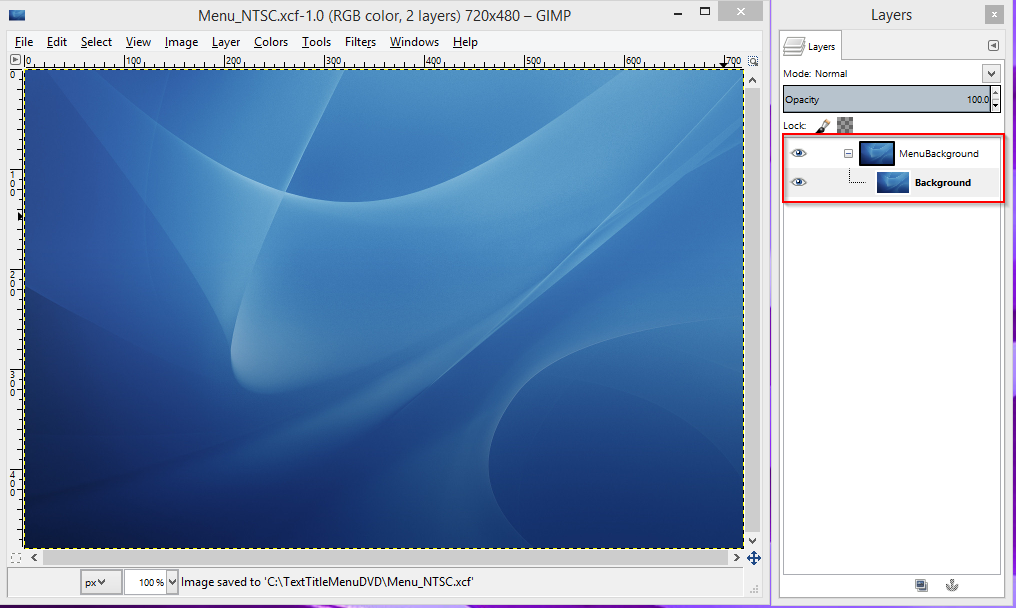 Menu_NTSC.xcf-1.0 (RGB color, 2 layers) 720x480 – GIMP
File Edit Select View Image Layer Colors Tools Filters Windows Help
0 100 200 300 400 500 600 700
0
100
200
300
400
px 100 % Image saved to 'C:\TextTitleMenuDVD\Menu_NTSC.xcf'
Layers
Layers
Mode: Normal
Opacity 100.0
Lock:
MenuBackground
Background